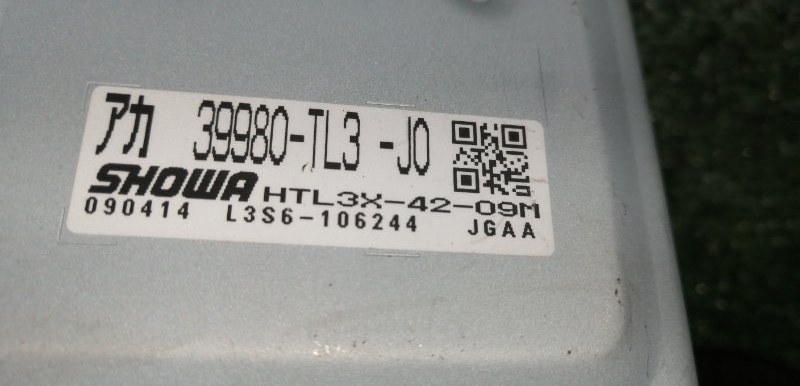 アカ 39980-TL3 -J0
SHOWA HTL3X-42-09M
090414 L3S6-106244 JGAA